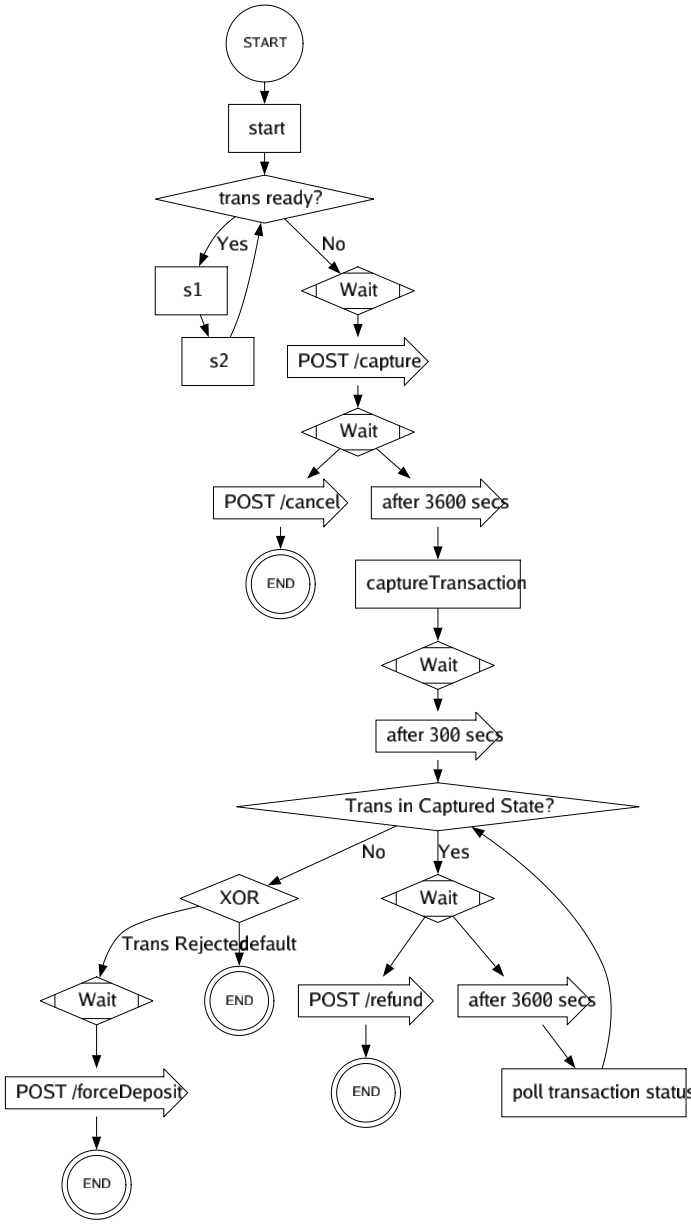 START
start
trans ready?
Yes
No
s1
Wait
s2
POST /capture
Wait
POST /cancel
after 3600 secs
END
captureTransaction
Wait
after 300 secs
Trans in Captured State?
No
Yes
XOR
Wait
Trans Rejected
default
Wait
END
POST /refund
after 3600 secs
POST /forceDeposit
END
poll transaction status
END